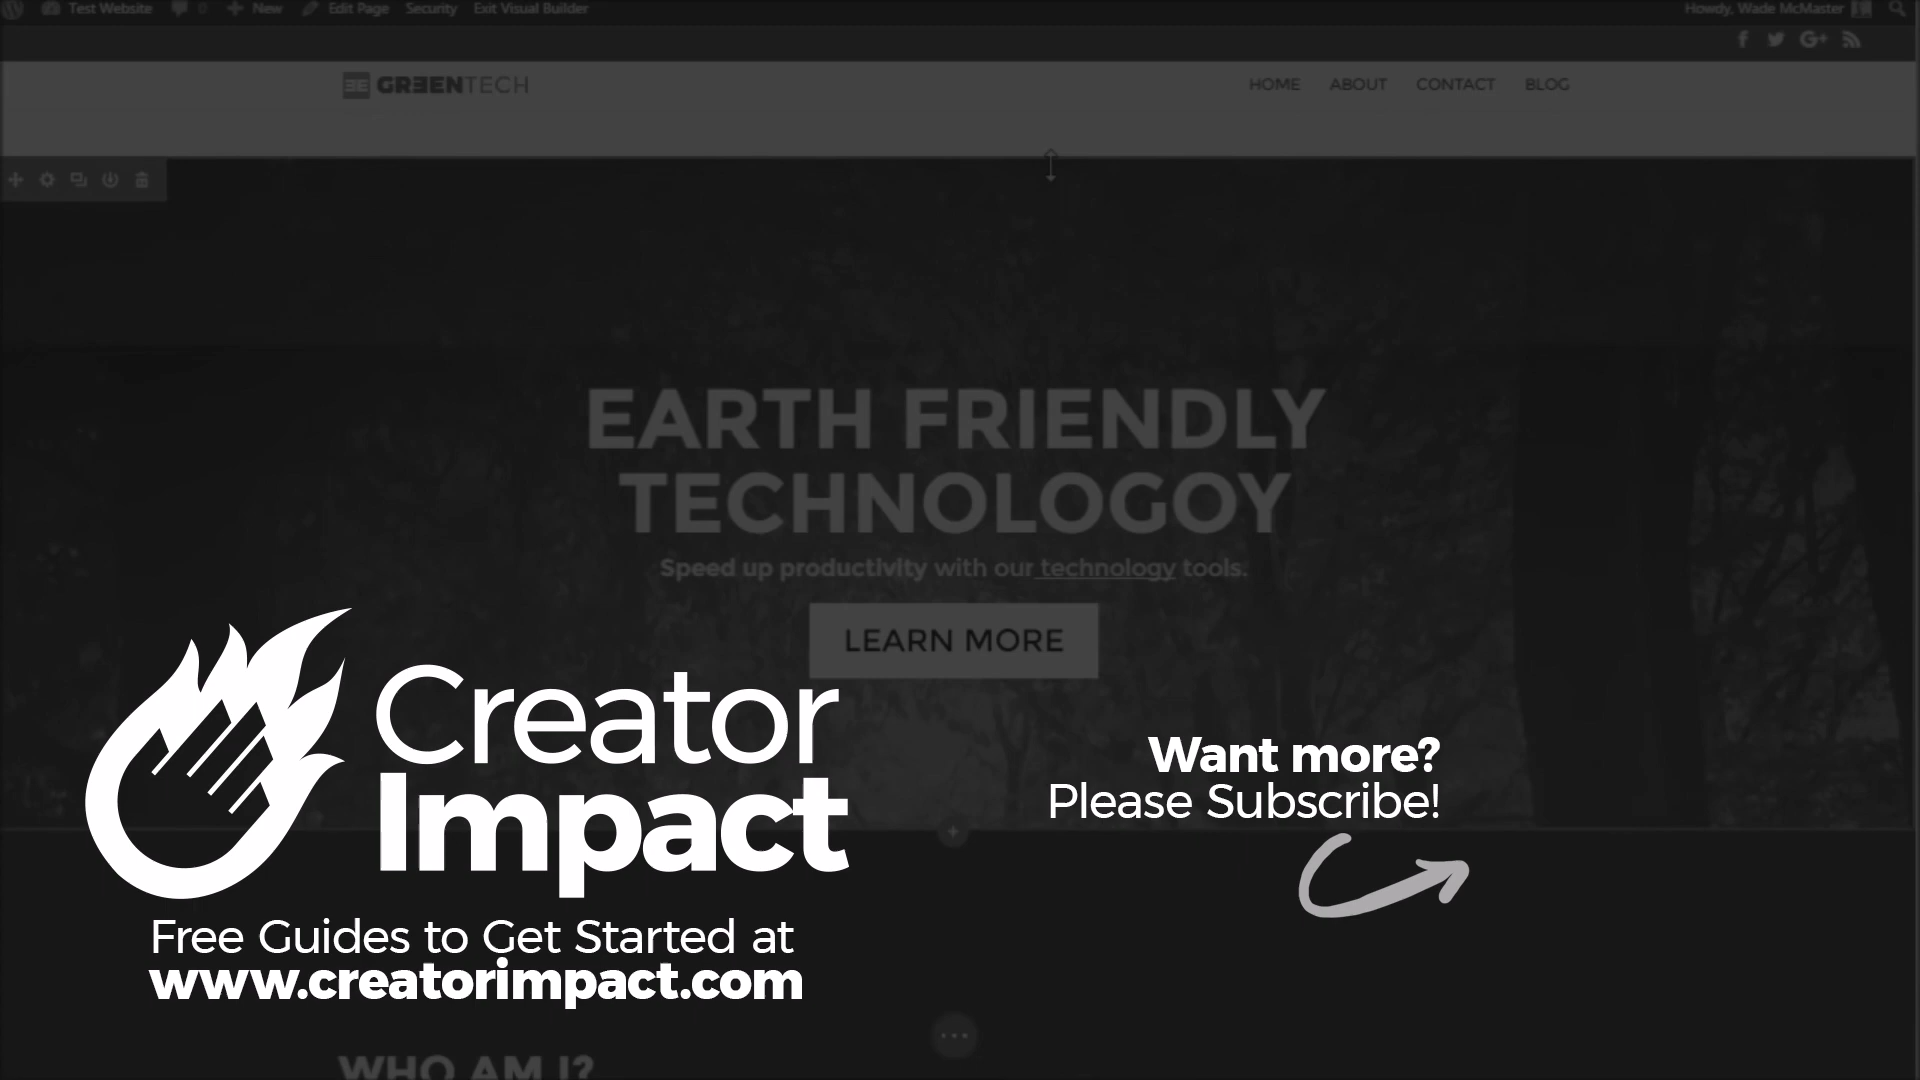 Test Website 0 New Edit Page Security Exit Visual Builder Howdy, Wade McMaster
GREENTECH HOME ABOUT CONTACT BLOG
EARTH FRIENDLY
TECHNOLOGOY
Speed up productivity with our technology tools.
LEARN MORE
Creator
Impact
Want more?
Please Subscribe!
Free Guides to Get Started at
www.creatorimpact.com
WHO AM I?